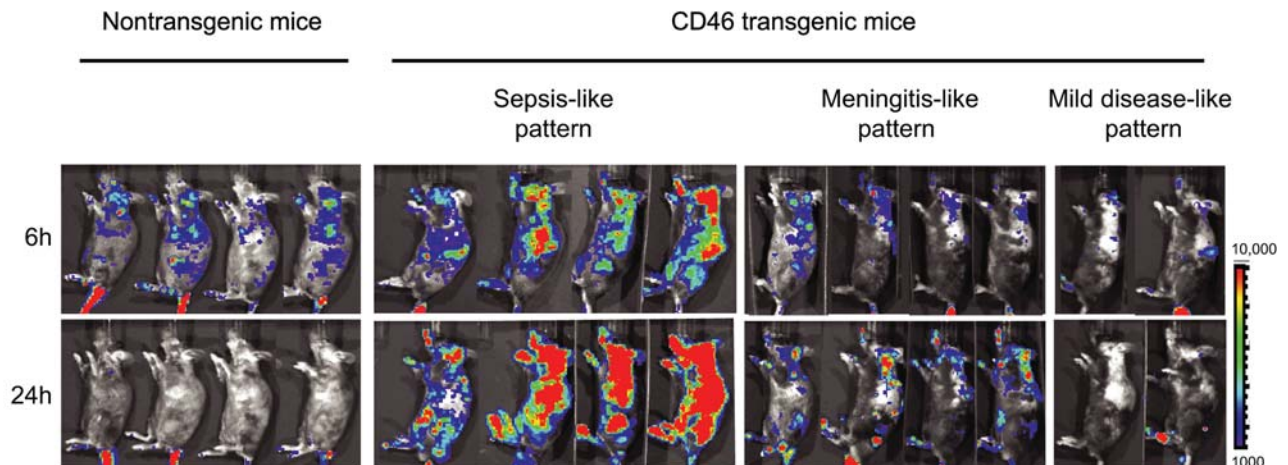 Nontransgenic mice
CD46 transgenic mice
Sepsis-like
pattern
Meningitis-like
pattern
Mild disease-like
pattern
6h
24h
10,000
1000